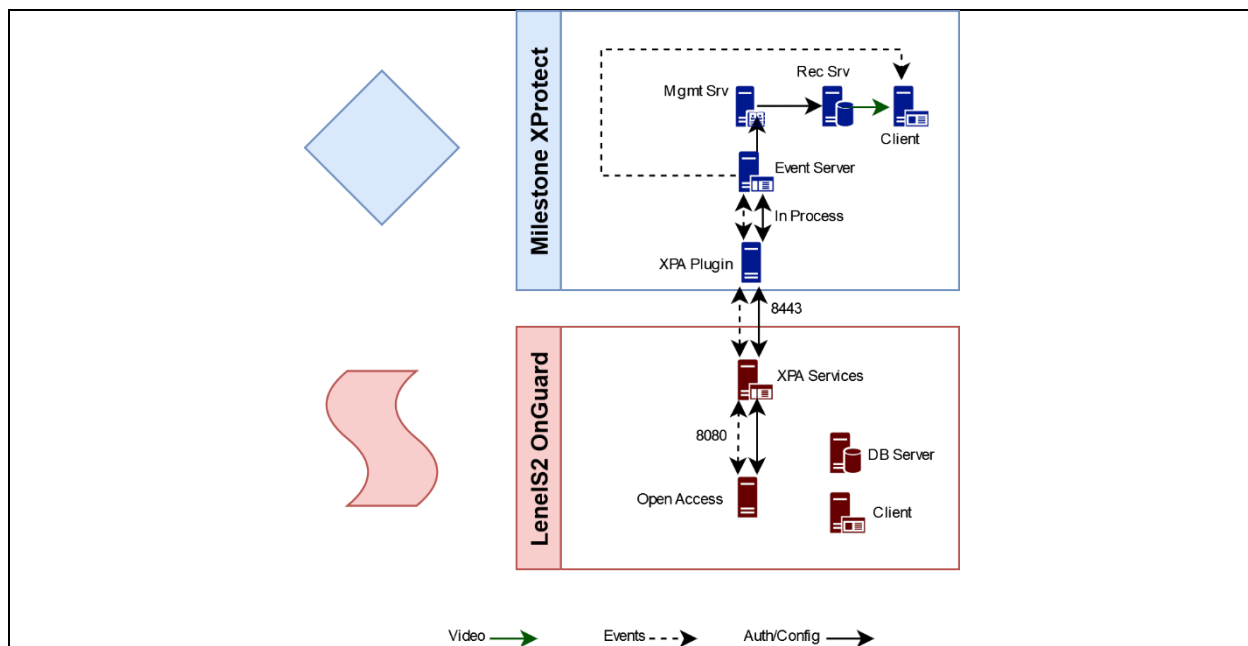 Milestone XProtect
Rec Srv
Mgmt Srv
Client
Event Server
In Process
XPA Plugin
8443
LenelS2 OnGuard
XPA Services
8080
DB Server
Open Access
Client
Video
Events
Auth/Config